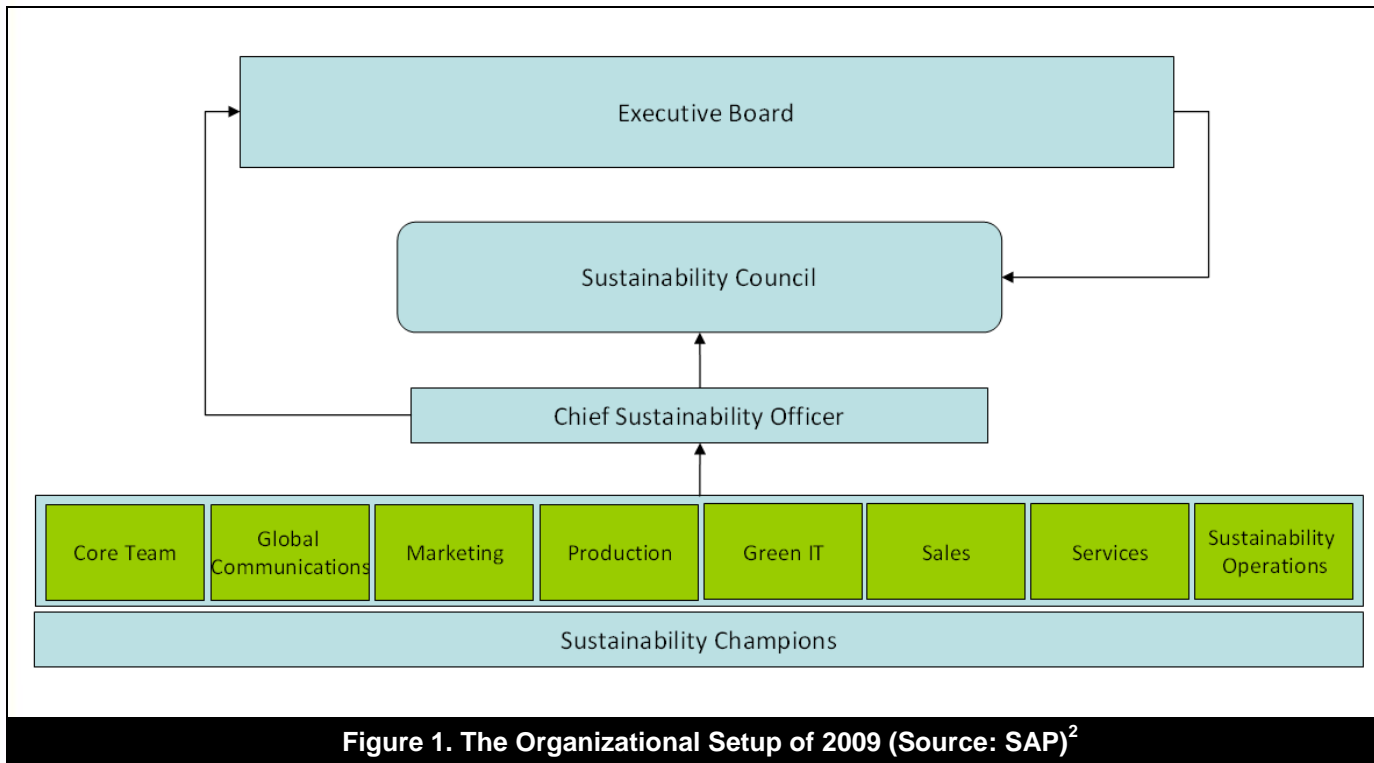 Executive Board
Sustainability Council
Chief Sustainability Officer
Core Team
Global
Communications
Marketing
Production
Green IT
Sales
Services
Sustainability
Operations
Sustainability Champions
Figure 1. The Organizational Setup of 2009 (Source: SAP)2